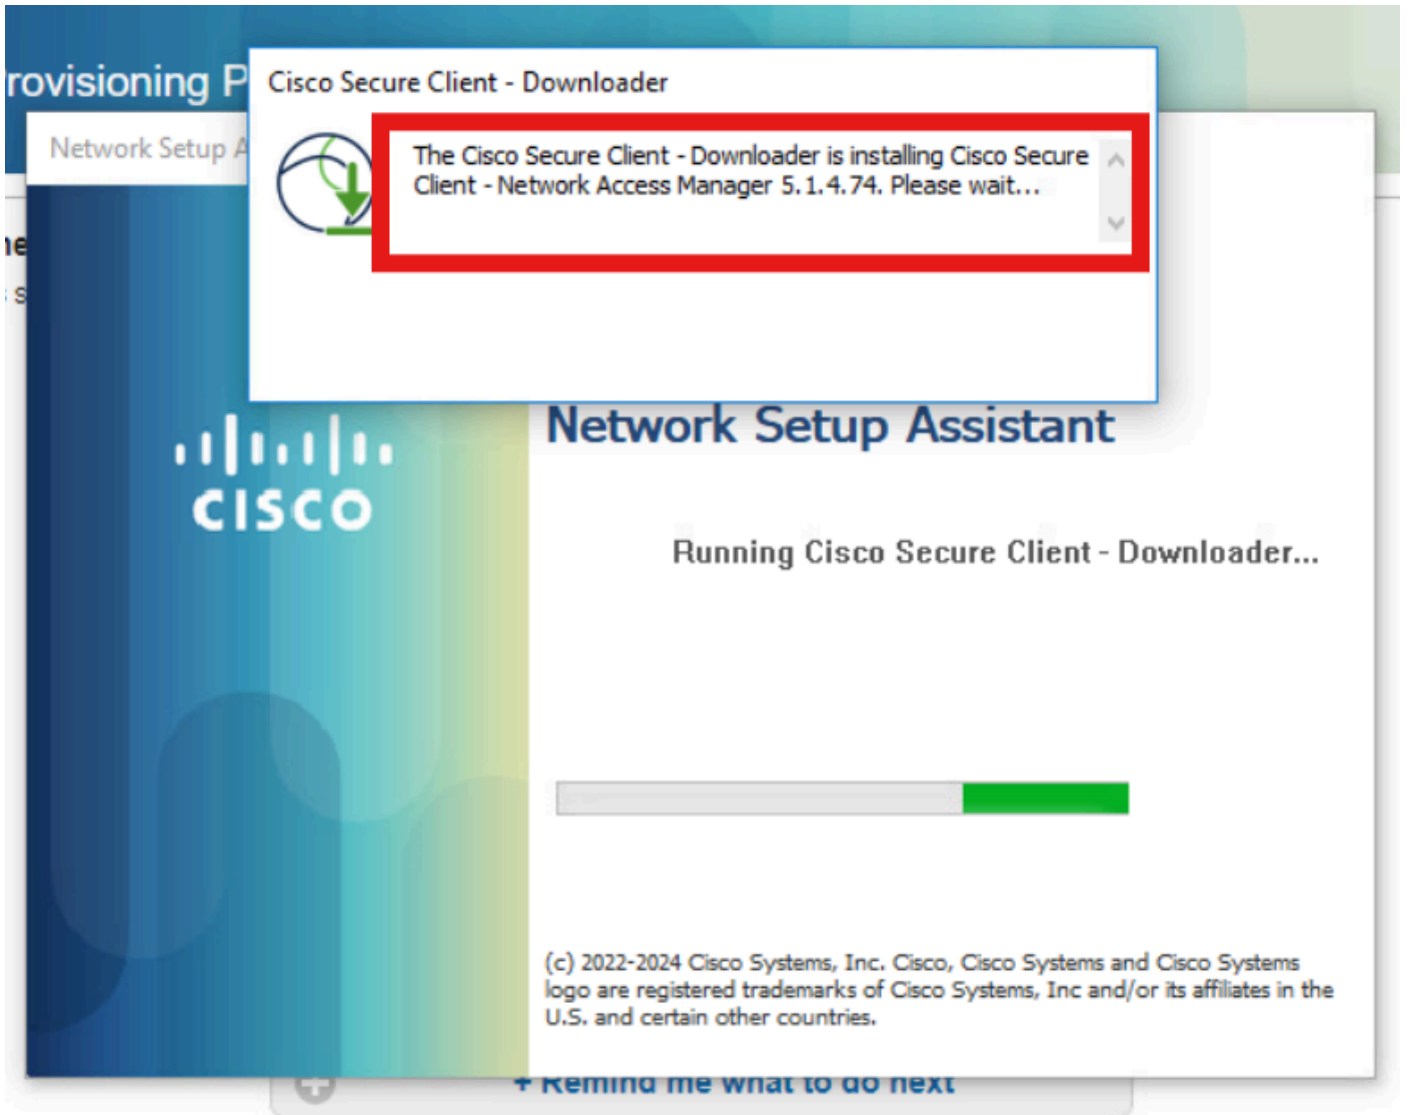 rovisioning P
Cisco Secure Client - Downloader
Network Setup A
The Cisco Secure Client - Downloader is installing Cisco Secure
Client - Network Access Manager 5.1.4.74. Please wait...
CISCO
Network Setup Assistant
Running Cisco Secure Client - Downloader...
(c) 2022-2024 Cisco Systems, Inc. Cisco, Cisco Systems and Cisco Systems
logo are registered trademarks of Cisco Systems, Inc and/or its affiliates in the
U.S. and certain other countries.
+ Remind me what to do next